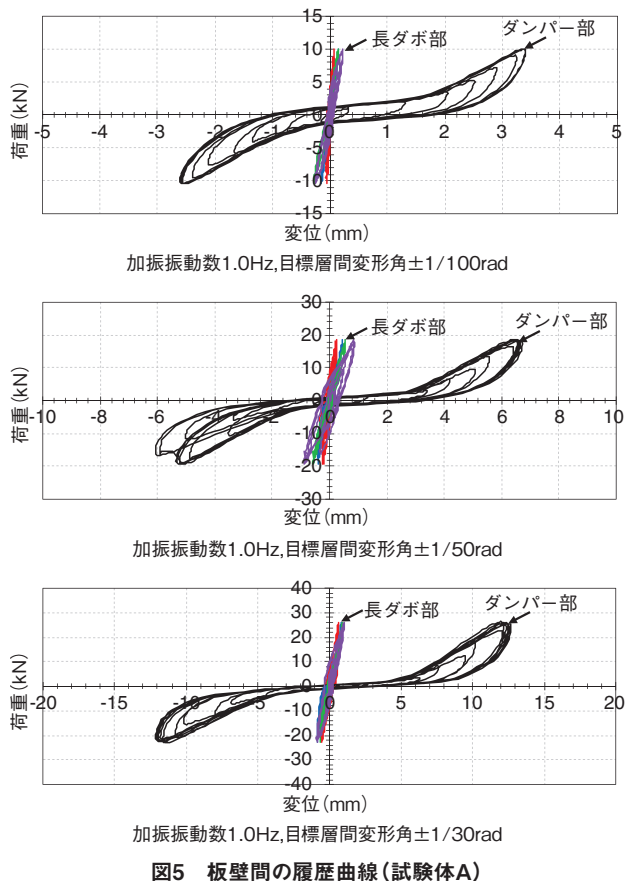 15
10
5
0
-5
-10
-15
荷重(kN)
-5 -4 -3 -2 -1 0 1 2 3 4 5
長ダボ部
ダンパー部
変位(mm)
加振振動数1.0Hz,目標層間変形角±1/100rad
30
20
10
0
-10
-20
-30
荷重(kN)
-10 -8 -6 -4 -2 0 2 4 6 8 10
長ダボ部
ダンパー部
変位(mm)
加振振動数1.0Hz,目標層間変形角±1/50rad
40
30
20
10
0
-10
-20
-30
-40
荷重(kN)
-20 -15 -10 -5 0 5 10 15 20
長ダボ部
ダンパー部
変位(mm)
加振振動数1.0Hz,目標層間変形角±1/30rad
図5 板壁間の履歴曲線(試験体A)